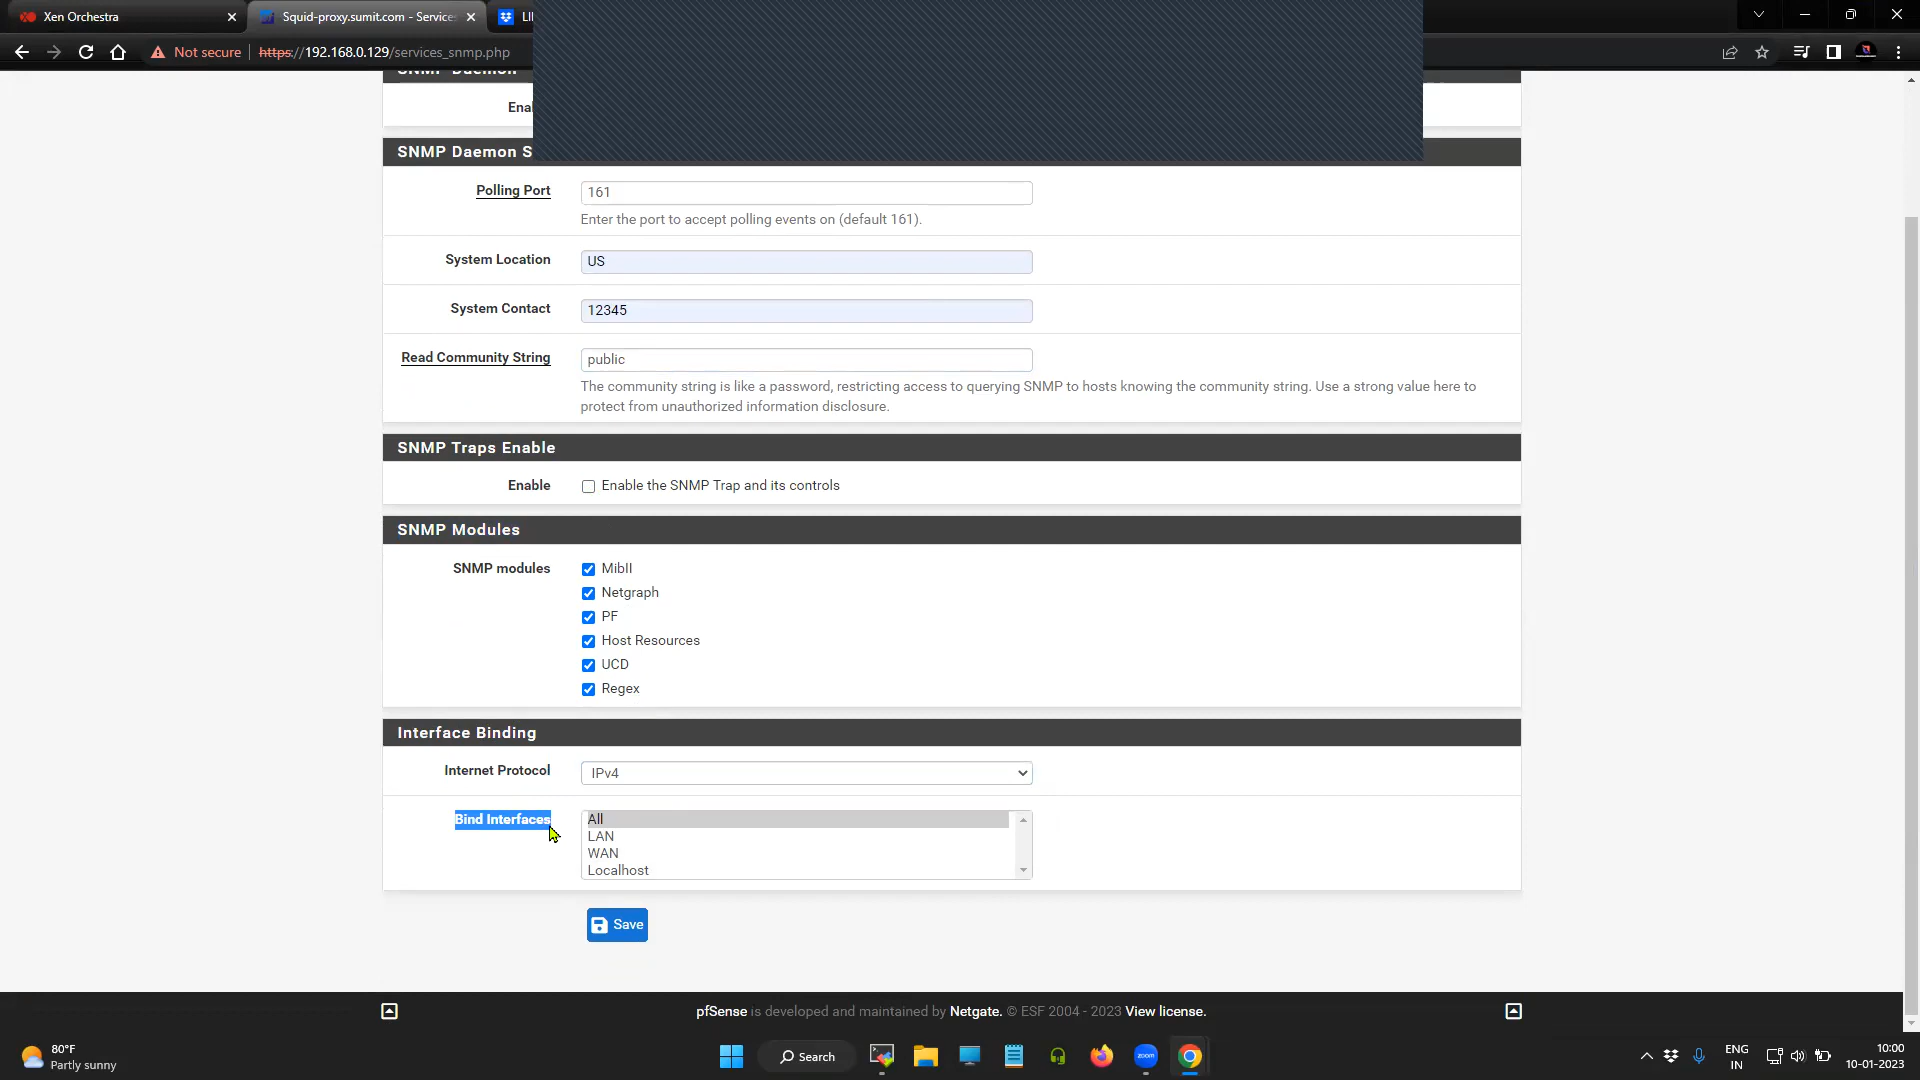 Xen Orchestra
Squid-proxy.sumit.com - Services
Not secure
https://192.168.0.129/services_snmp.php
SNMP Daemon
Enal
SNMP Daemon S
Polling Port
161
Enter the port to accept polling events on (default 161).
System Location
US
System Contact
12345
Read Community String
public
The community string is like a password, restricting access to querying SNMP to hosts knowing the community string. Use a strong value here to
protect from unauthorized information disclosure.
SNMP Traps Enable
Enable
Enable the SNMP Trap and its controls
SNMP Modules
SNMP modules
MibII
Netgraph
PF
Host Resources
UCD
Regex
Interface Binding
Internet Protocol
IPv4
Bind Interfaces
All
LAN
WAN
Localhost
Save
pfSense is developed and maintained by Netgate. © ESF 2004 - 2023 View license.
80°F
Partly sunny
Search
zoom
ENG
IN
10:00
10-01-2023